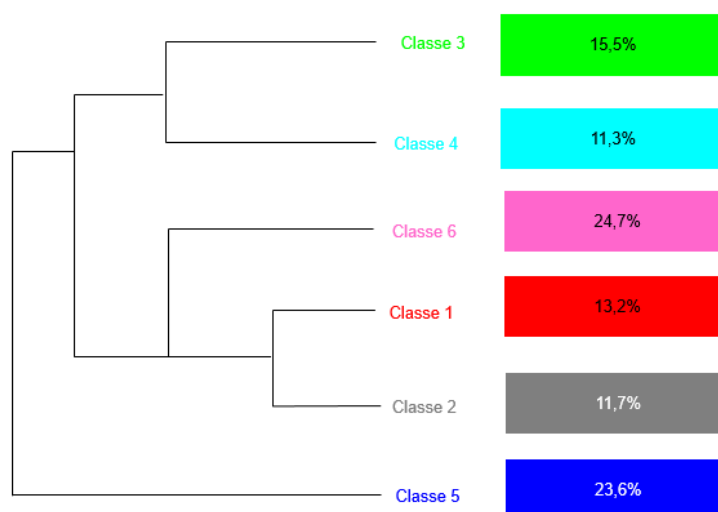 Classe 3 15,5%
Classe 4 11,3%
Classe 6 24,7%
Classe 1 13,2%
Classe 2 11,7%
Classe 5 23,6%